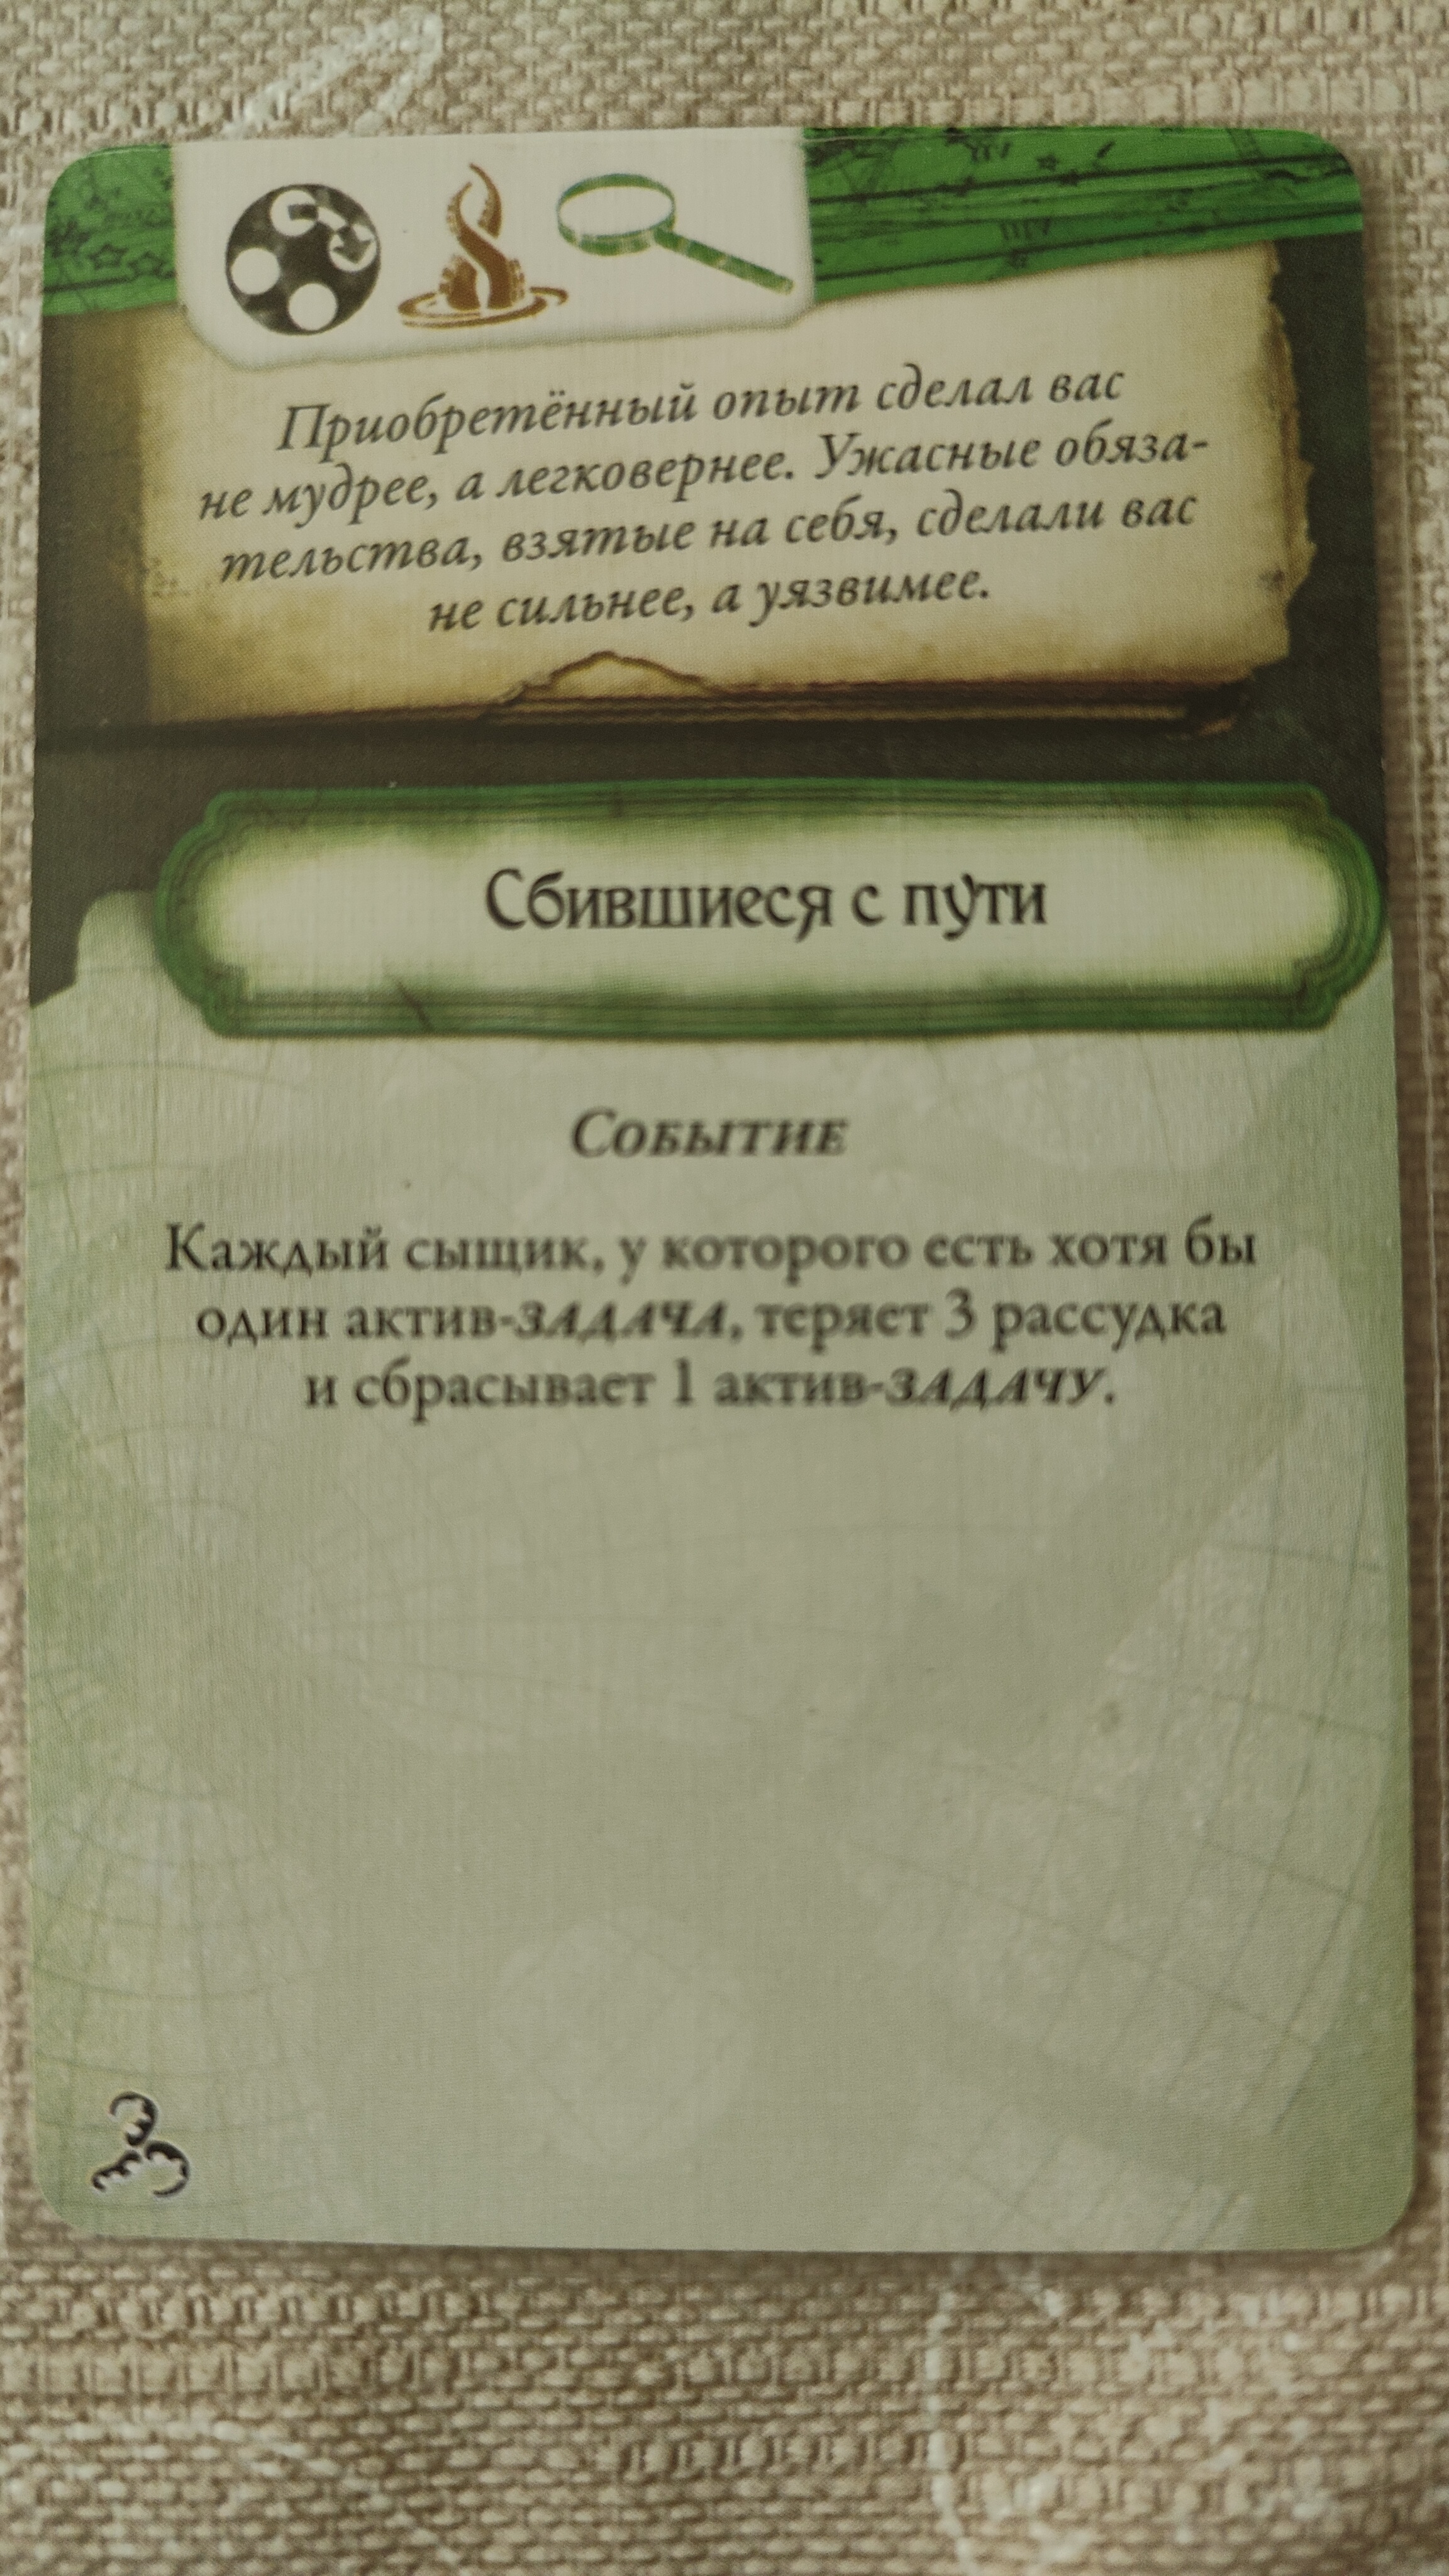 Приобретённый опыт сделал вас
не мудрее, а легковернее. Ужасные обяза-
тельства, взятые на себя, сделали вас
не сильнее, а уязвимее.
Сбившиеся с пути
Событие
Каждый сыщик, у которого есть хотя бы
один актив-ЗАДАЧА, теряет 3 рассудка
и сбрасывает 1 актив-ЗАДАЧУ.